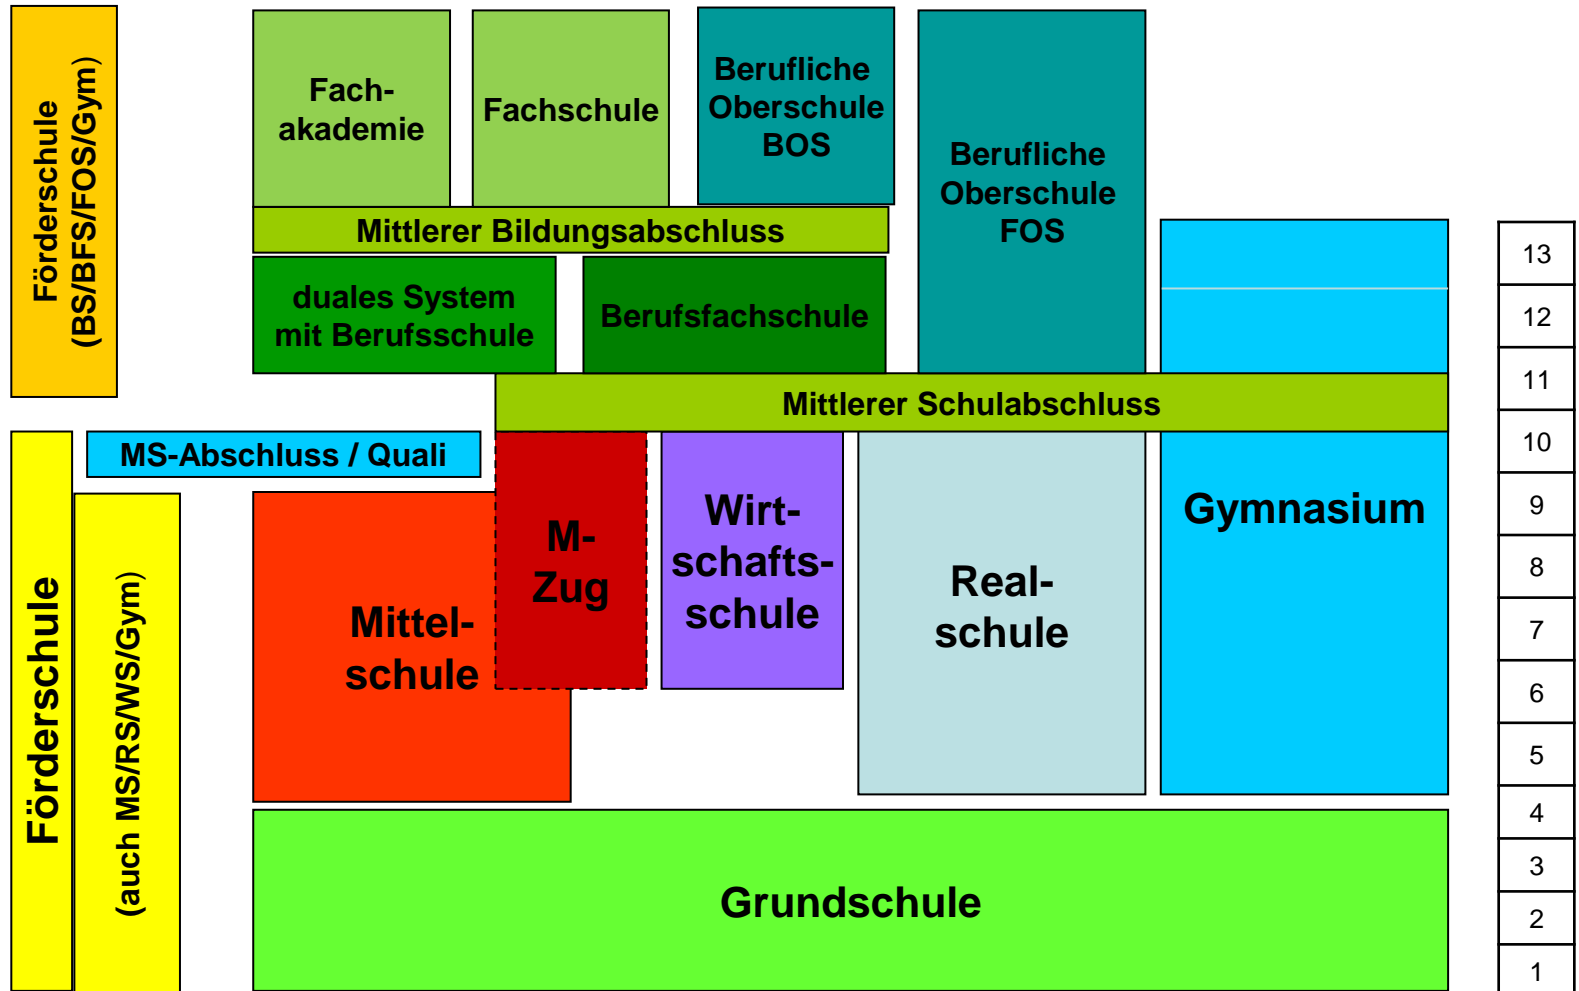 Förderschule
(BS/BFS/FOS/Gym)
Fach-
akademie
Fachschule
Berufliche
Oberschule
BOS
Berufliche
Oberschule
FOS
Mittlerer Bildungsabschluss
duales System
mit Berufsschule
Berufsfachschule
Mittlerer Schulabschluss
MS-Abschluss / Quali
Förderschule
(auch MS/RS/WS/Gym)
Mittel-
schule
M-
Zug
Wirt-
schafts-
schule
Real-
schule
Gymnasium
Grundschule
13
12
11
10
9
8
7
6
5
4
3
2
1